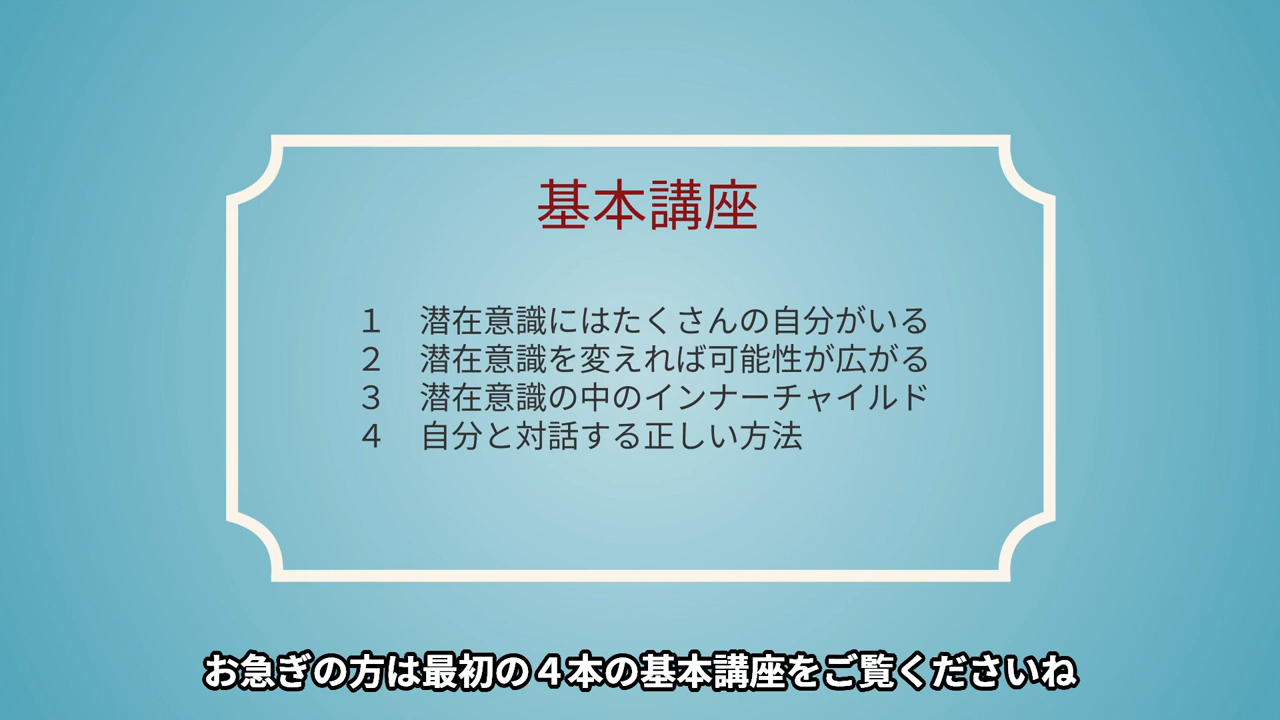 基本講座
１　潜在意識にはたくさんの自分がいる
２　潜在意識を変えれば可能性が広がる
３　潜在意識の中のインナーチャイルド
４　自分と対話する正しい方法
お急ぎの方は最初の４本の基本講座をご覧くださいね